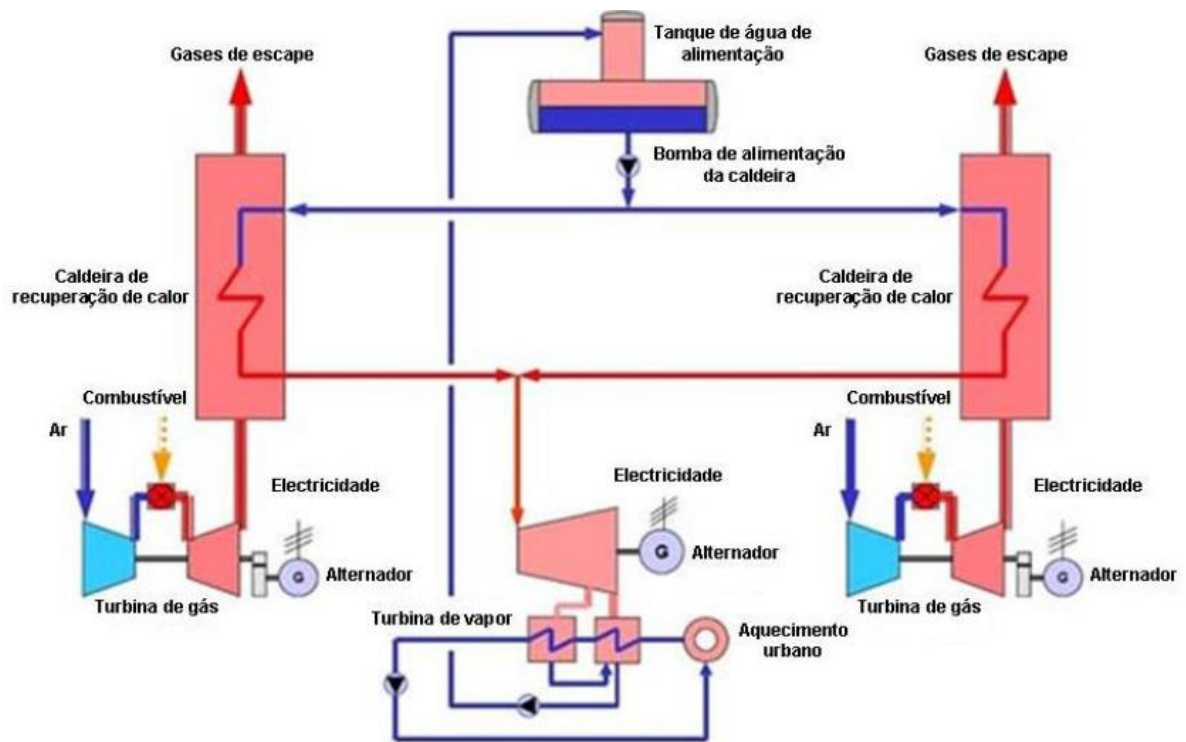 Tanque de água de
alimentação
Gases de escape
Gases de escape
Bomba de alimentação
da caldeira
Caldeira de
recuperação de calor
Caldeira de
recuperação de calor
Combustível
Ar
Combustível
Ar
Electricidade
Electricidade
Electricidade
G
Alternador
G
Alternador
G
Alternador
Turbina de gás
Turbina de vapor
Turbina de gás
Aquecimento
urbano